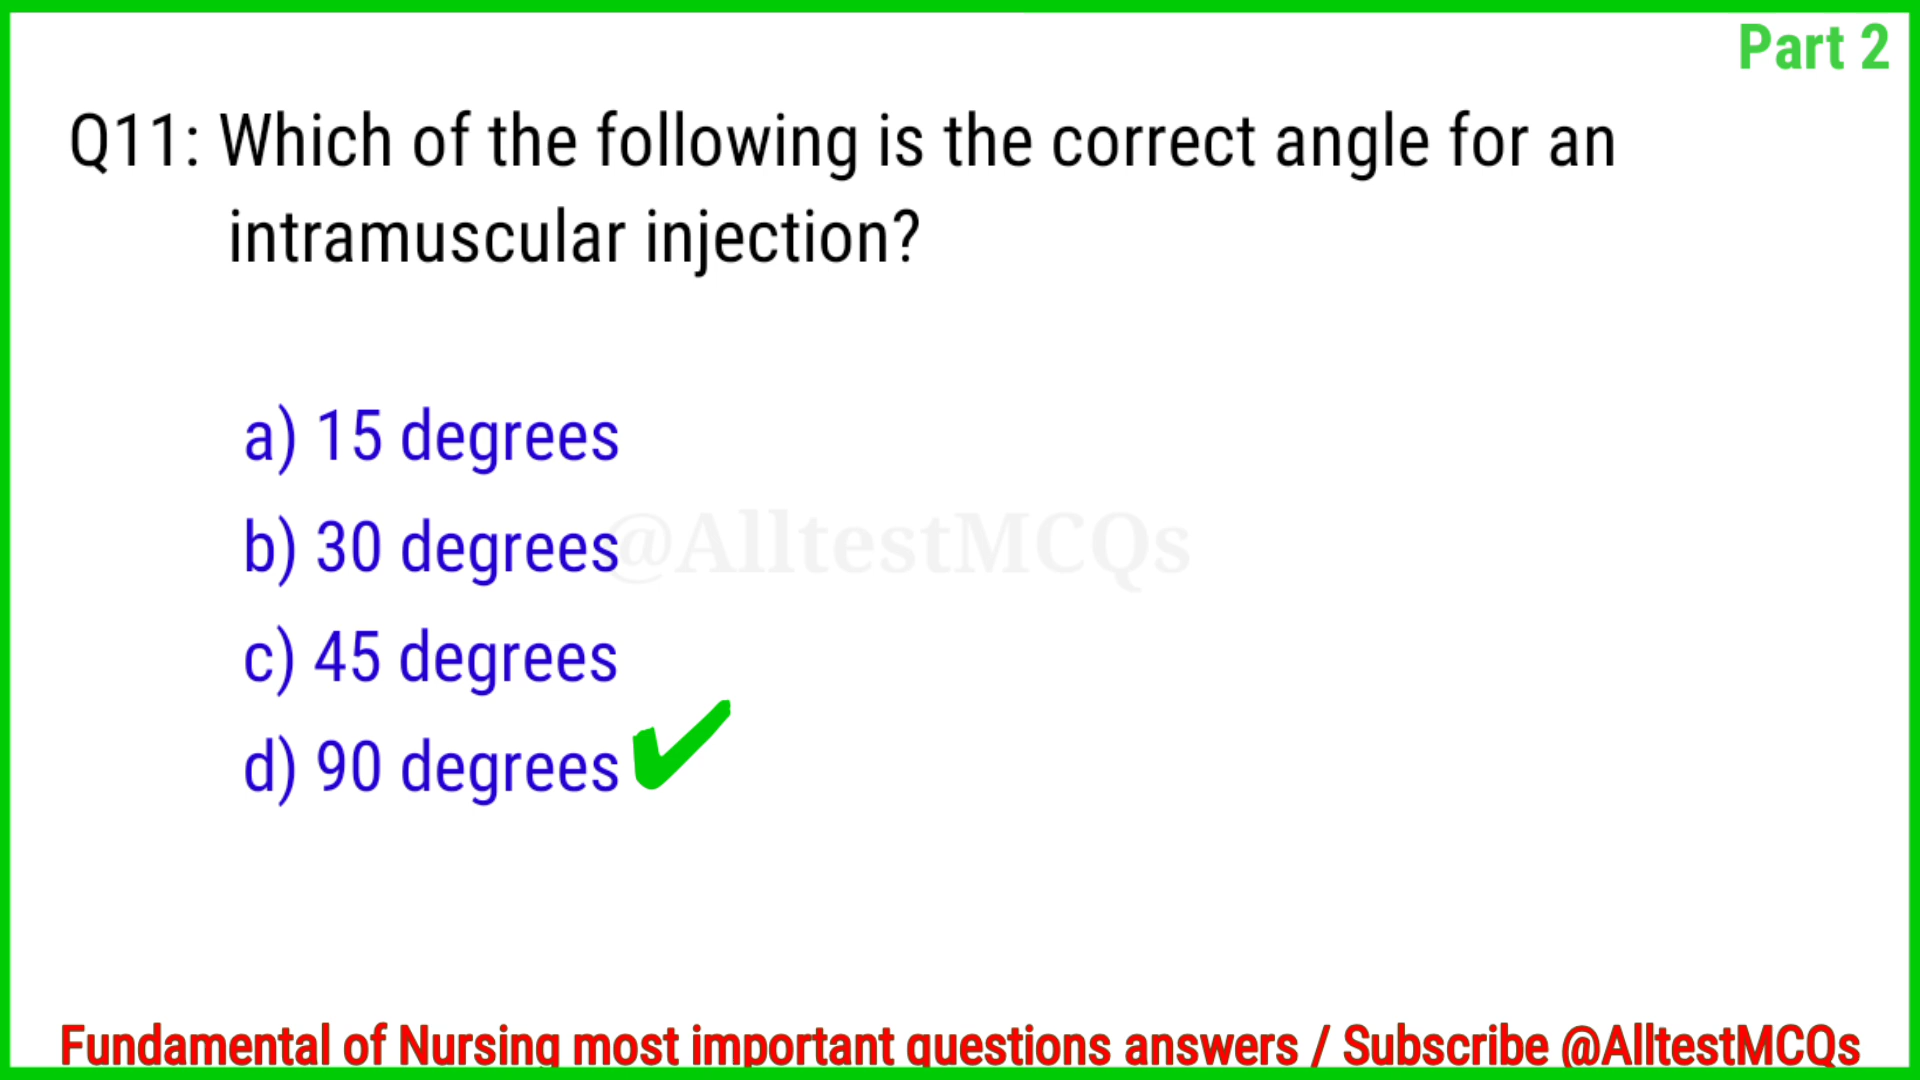 Part 2
Q11: Which of the following is the correct angle for an
intramuscular injection?
a) 15 degrees
b) 30 degrees
@AlltestMCQs
c) 45 degrees
d) 90 degrees
Fundamental of Nursing most important questions answers / Subscribe @AlltestMCQs